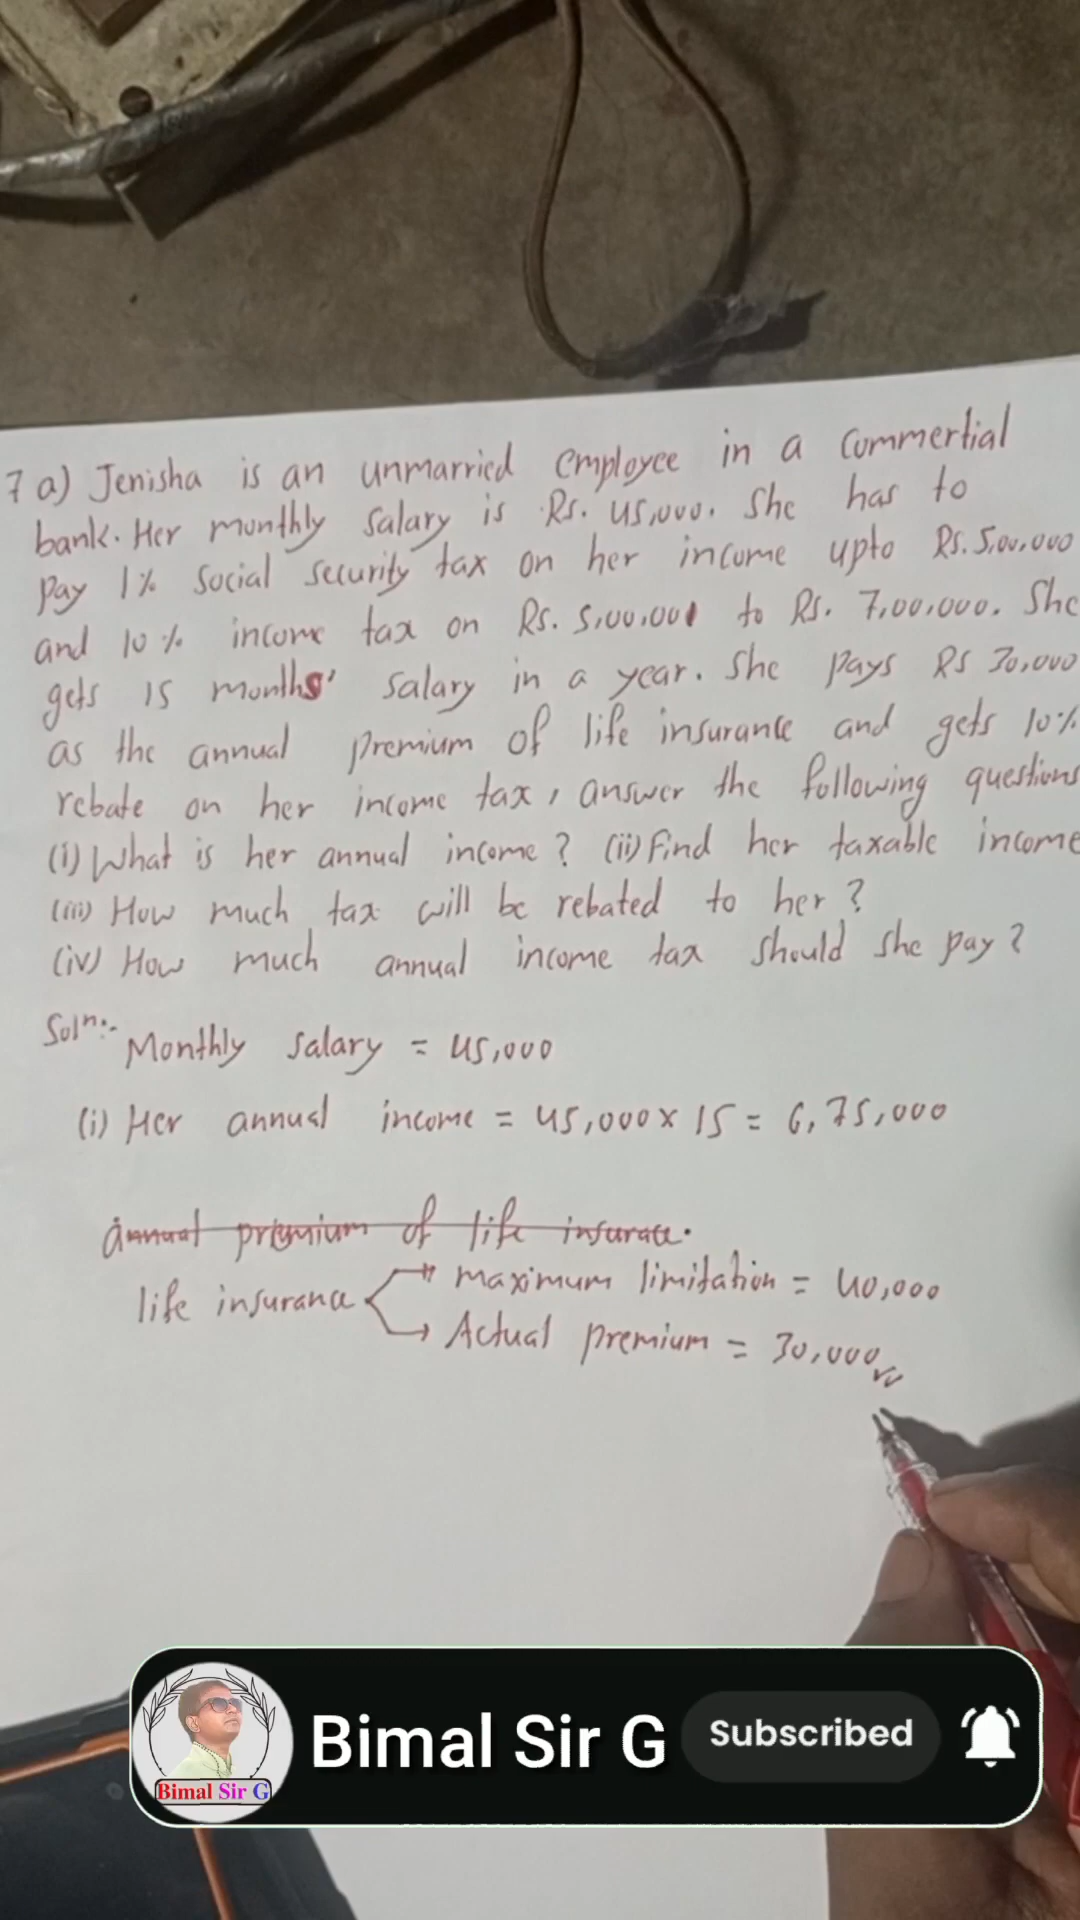 7 a) Jenisha is an unmarried employee in a commertial
bank. Her monthly salary is Rs. 45,000. She has to
pay 1% social security tax on her income upto Rs. 5,00,000
and 10% income tax on Rs. 5,00,001 to Rs. 7,00,000. She
gets 15 months' salary in a year. She pays Rs 30,000
as the annual premium of life insurance and gets 10%
rebate on her income tax, answer the following questions
(i) What is her annual income? (ii) Find her taxable income
(iii) How much tax will be rebated to her?
(iv) How much annual income tax should she pay?
Soln:-
Monthly salary = 45,000
(i) Her annual income = 45,000 x 15 = 6,75,000
annual premium of life insurace.
life insurance → maximum limitation = 40,000
→ Actual premium = 30,000
Bimal Sir G
Bimal Sir G
Subscribed